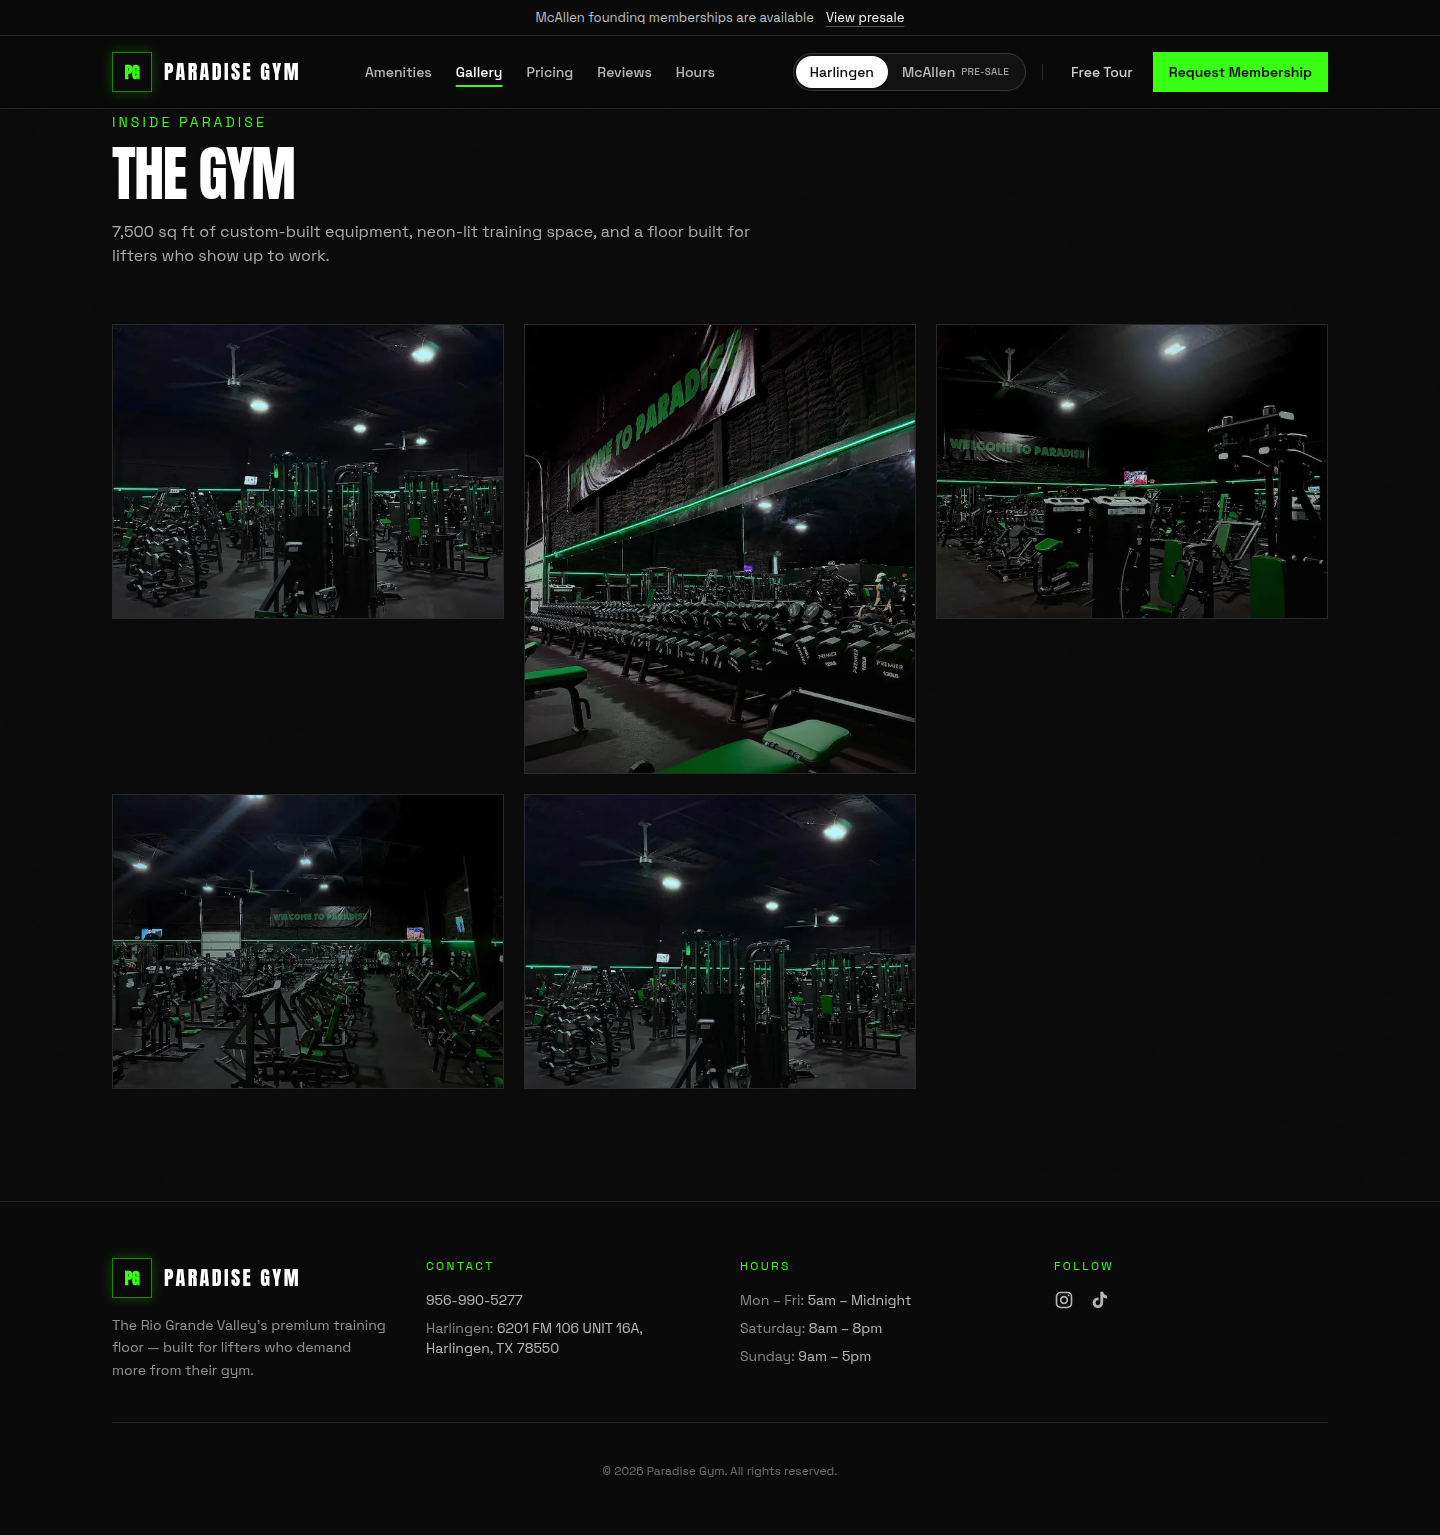 McAllen founding memberships are available View presale
PG PARADISE GYM Amenities Gallery Pricing Reviews Hours Harlingen McAllen PRE-SALE Free Tour Request Membership
INSIDE PARADISE
THE GYM
7,500 sq ft of custom-built equipment, neon-lit training space, and a floor built for
lifters who show up to work.
TO PARADISE
WELCOME TO PARADISE
PREMIER
WELCOME TO PARADISE
PG PARADISE GYM
The Rio Grande Valley's premium training
floor — built for lifters who demand
more from their gym.
CONTACT
956-990-5277
Harlingen: 6201 FM 106 UNIT 16A,
Harlingen, TX 78550
HOURS
Mon – Fri: 5am – Midnight
Saturday: 8am – 8pm
Sunday: 9am – 5pm
FOLLOW
© 2026 Paradise Gym. All rights reserved.